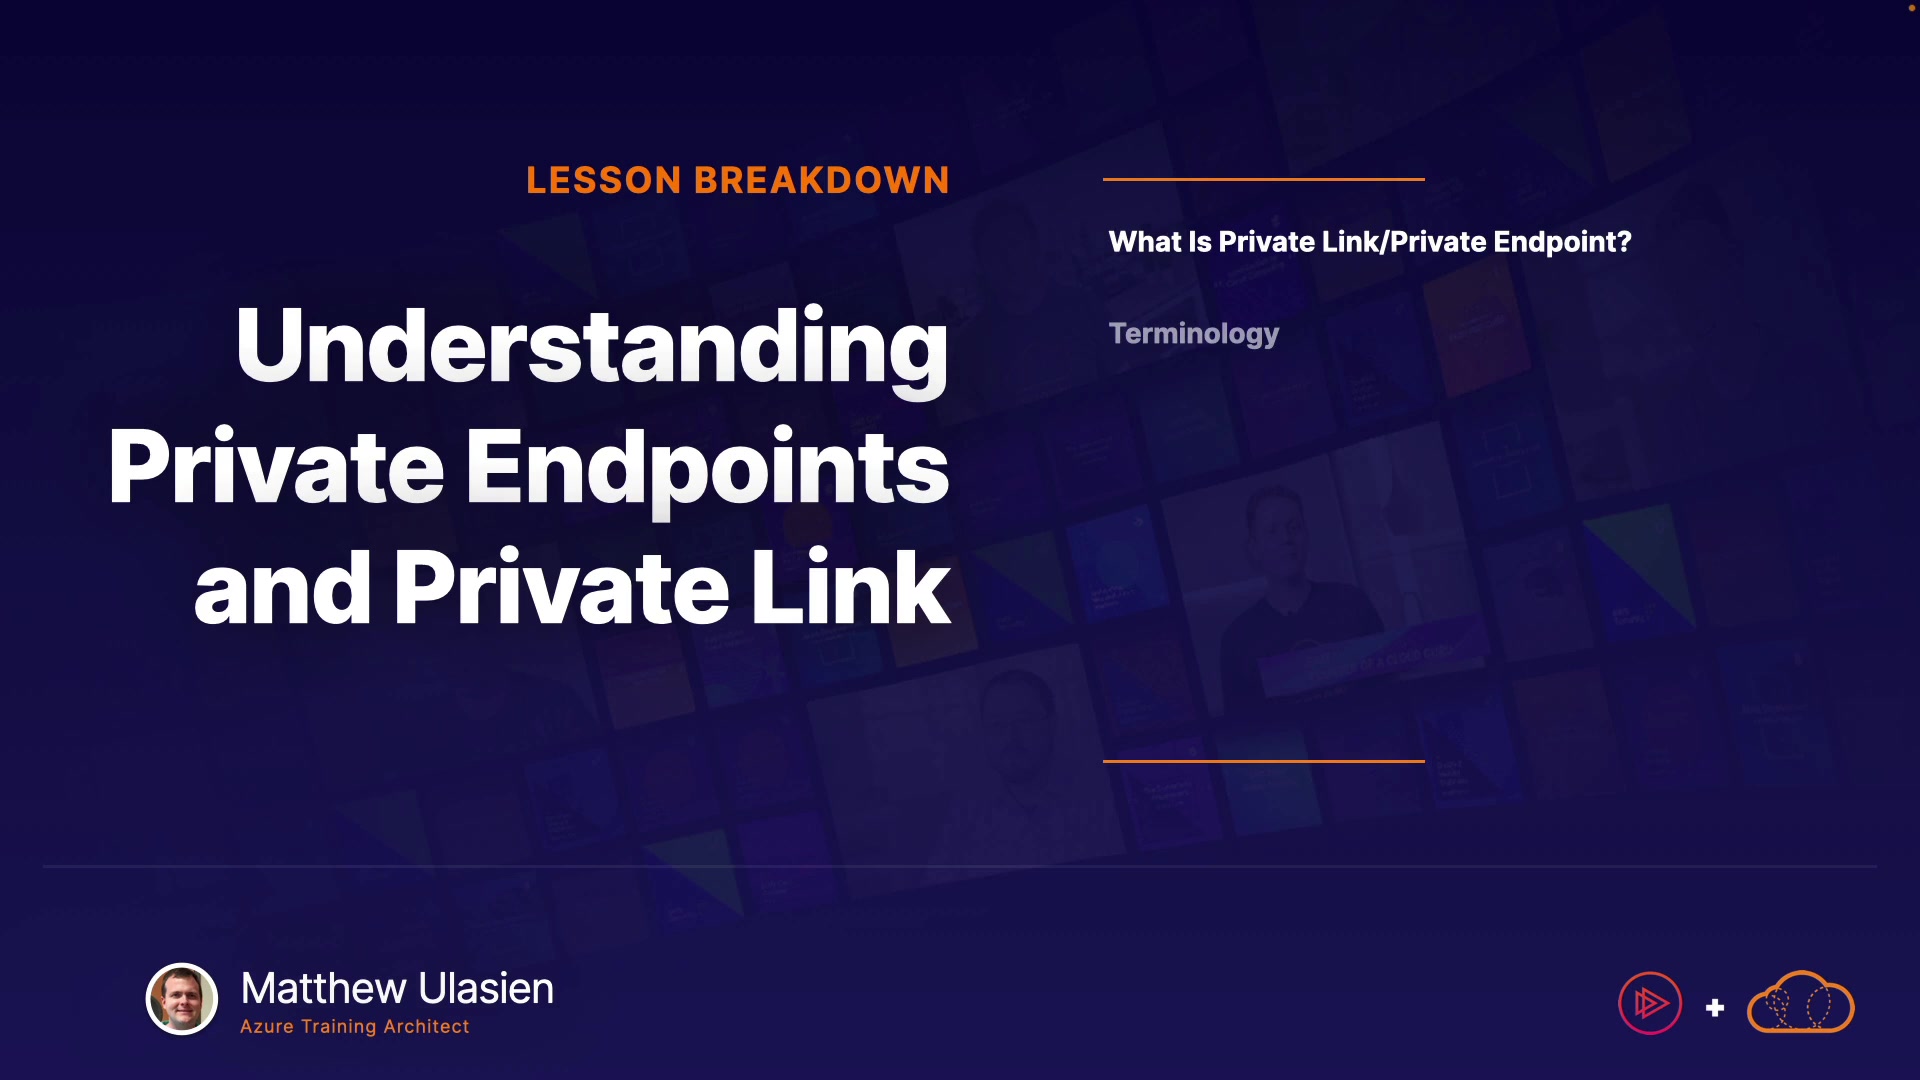 LESSON BREAKDOWN
Understanding
Private Endpoints
and Private Link
What Is Private Link/Private Endpoint?
Terminology
Matthew Ulasien
Azure Training Architect